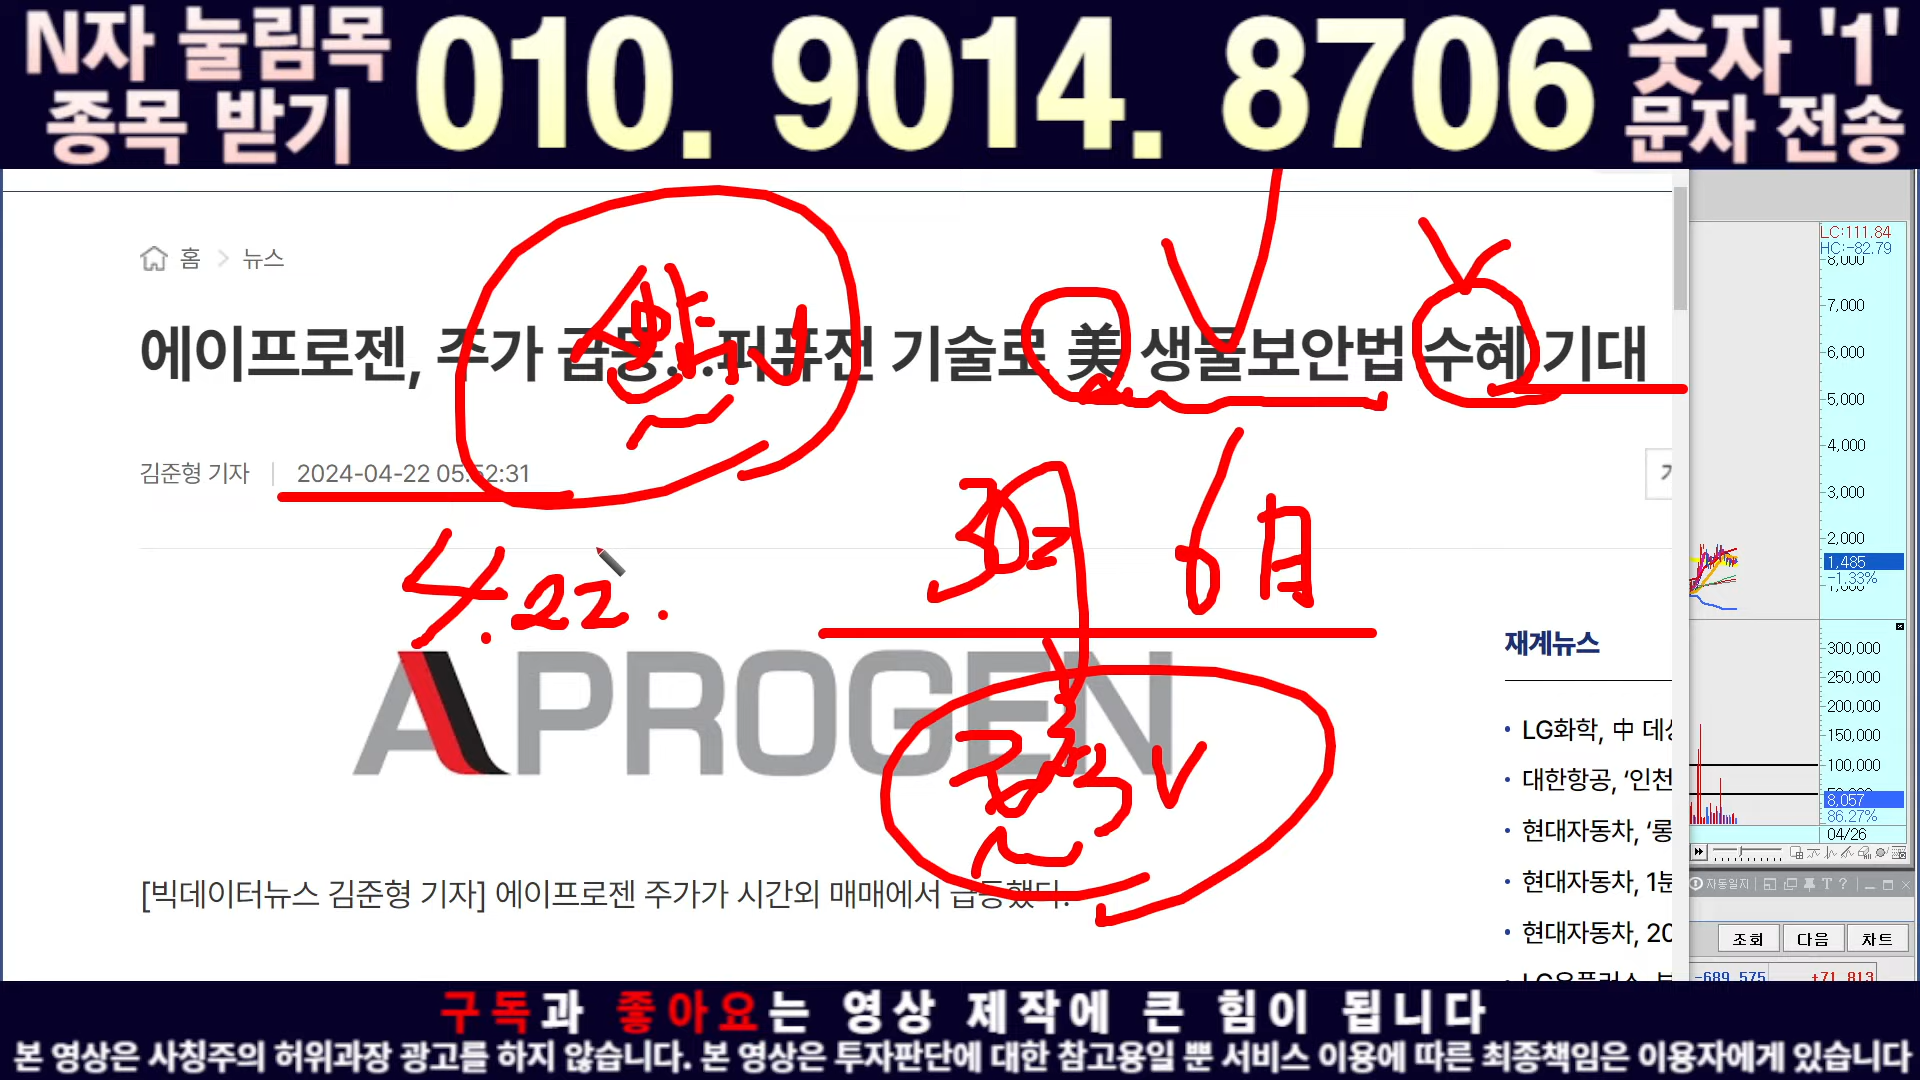 N자 눌림목
종목 받기
010. 9014. 8706
숫자 '1'
문자 전송
홈 > 뉴스
에이프로젠, 주가 급등...퍼퓨전 기술로 美 생물보안법 수혜 기대
김준형 기자 | 2024-04-22 05:52:31
4.22.
6月
APROGEN
[빅데이터뉴스 김준형 기자] 에이프로젠 주가가 시간외 매매에서 급등했다.
재계뉴스
• LG화학, 中 데
• 대한항공, ‘인천
• 현대자동차, ‘롱
• 현대자동차, 1분
• 현대자동차, 20
LC:111.84
HC:-82.79
8,000
7,000
6,000
5,000
4,000
3,000
2,000
1,485
-1.33%
300,000
250,000
200,000
150,000
100,000
8,057
86.27%
04/26
자동일지
조회 다음 차트
-689,575 +71,813
구독과 좋아요는 영상 제작에 큰 힘이 됩니다
본 영상은 사칭주의 허위과장 광고를 하지 않습니다. 본 영상은 투자판단에 대한 참고용일 뿐 서비스 이용에 따른 최종책임은 이용자에게 있습니다